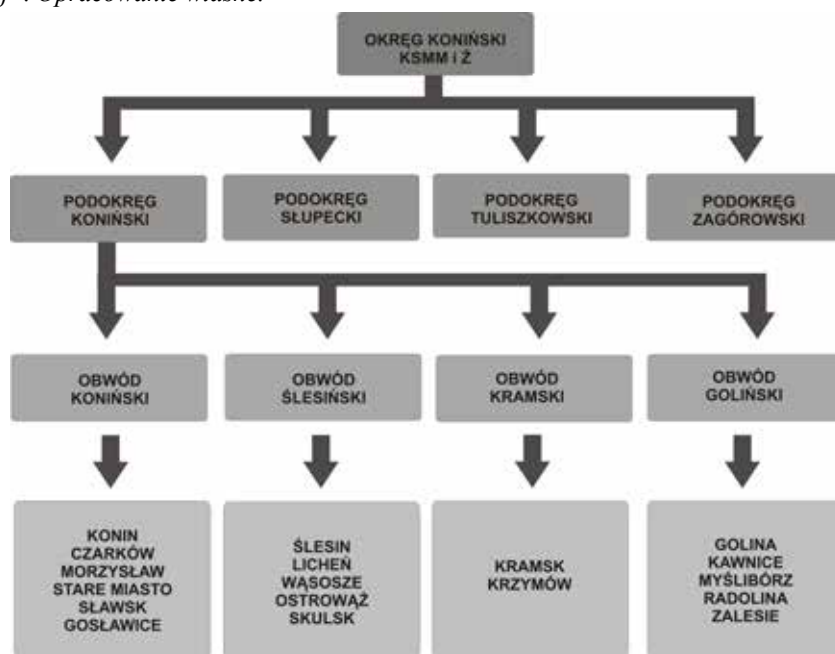 : Opracowanie własne.
OKRĘG KONIŃSKI
KSMM i Ż
PODOKRĘG
KONIŃSKI
PODOKRĘG
SŁUPECKI
PODOKRĘG
TULISZKOWSKI
PODOKRĘG
ZAGÓROWSKI
OBWÓD
KONIŃSKI
OBWÓD
ŚLESIŃSKI
OBWÓD
KRAMSKI
OBWÓD
GOLIŃSKI
KONIN
CZARKÓW
MORZYSŁAW
STARE MIASTO
SŁAWSK
GOSŁAWICE
ŚLESIN
LICHEŃ
WĄSOSZE
OSTROWĄŻ
SKULSK
KRAMSK
KRZYMÓW
GOLINA
KAWNICE
MYŚLIBÓRZ
RADOLINA
ZALESIE